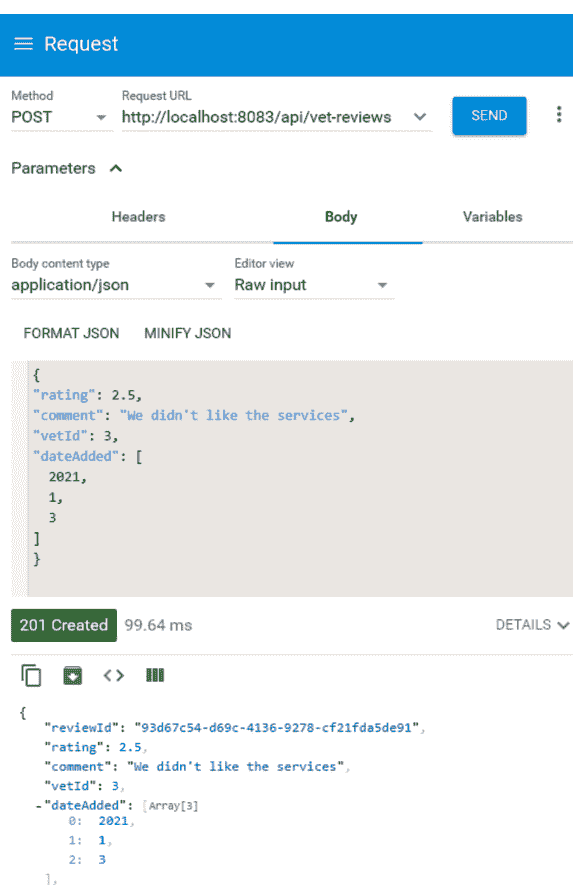 Request
Method Request URL
POST http://localhost:8083/api/vet-reviews SEND
Parameters
Headers Body Variables
Body content type Editor view
application/json Raw input
FORMAT JSON MINIFY JSON
{
"rating": 2.5,
"comment": "We didn't like the services",
"vetId": 3,
"dateAdded": [
2021,
1,
3
]
}
201 Created 99.64 ms DETAILS
{
"reviewId": "93d67c54-d69c-4136-9278-cf21fda5de91",
"rating": 2.5,
"comment": "We didn't like the services",
"vetId": 3,
-"dateAdded": [Array[3]
0: 2021,
1: 1,
2: 3
],